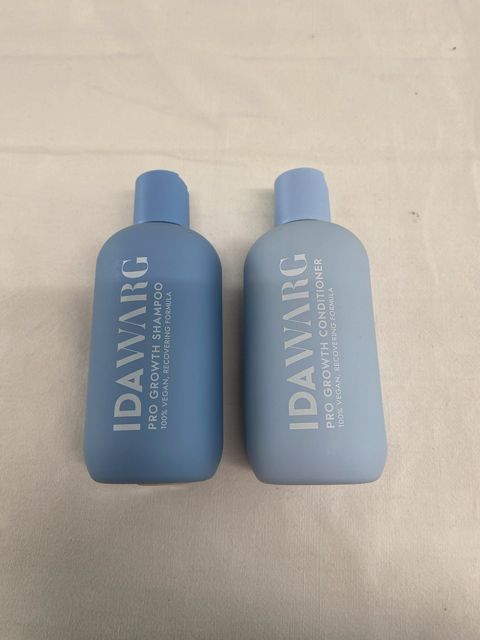 IDAWARG
PRO GROWTH SHAMPOO
100% VEGAN, RECOVERING FORMULA
IDAWARG
PRO GROWTH CONDITIONER
100% VEGAN, RECOVERING FORMULA